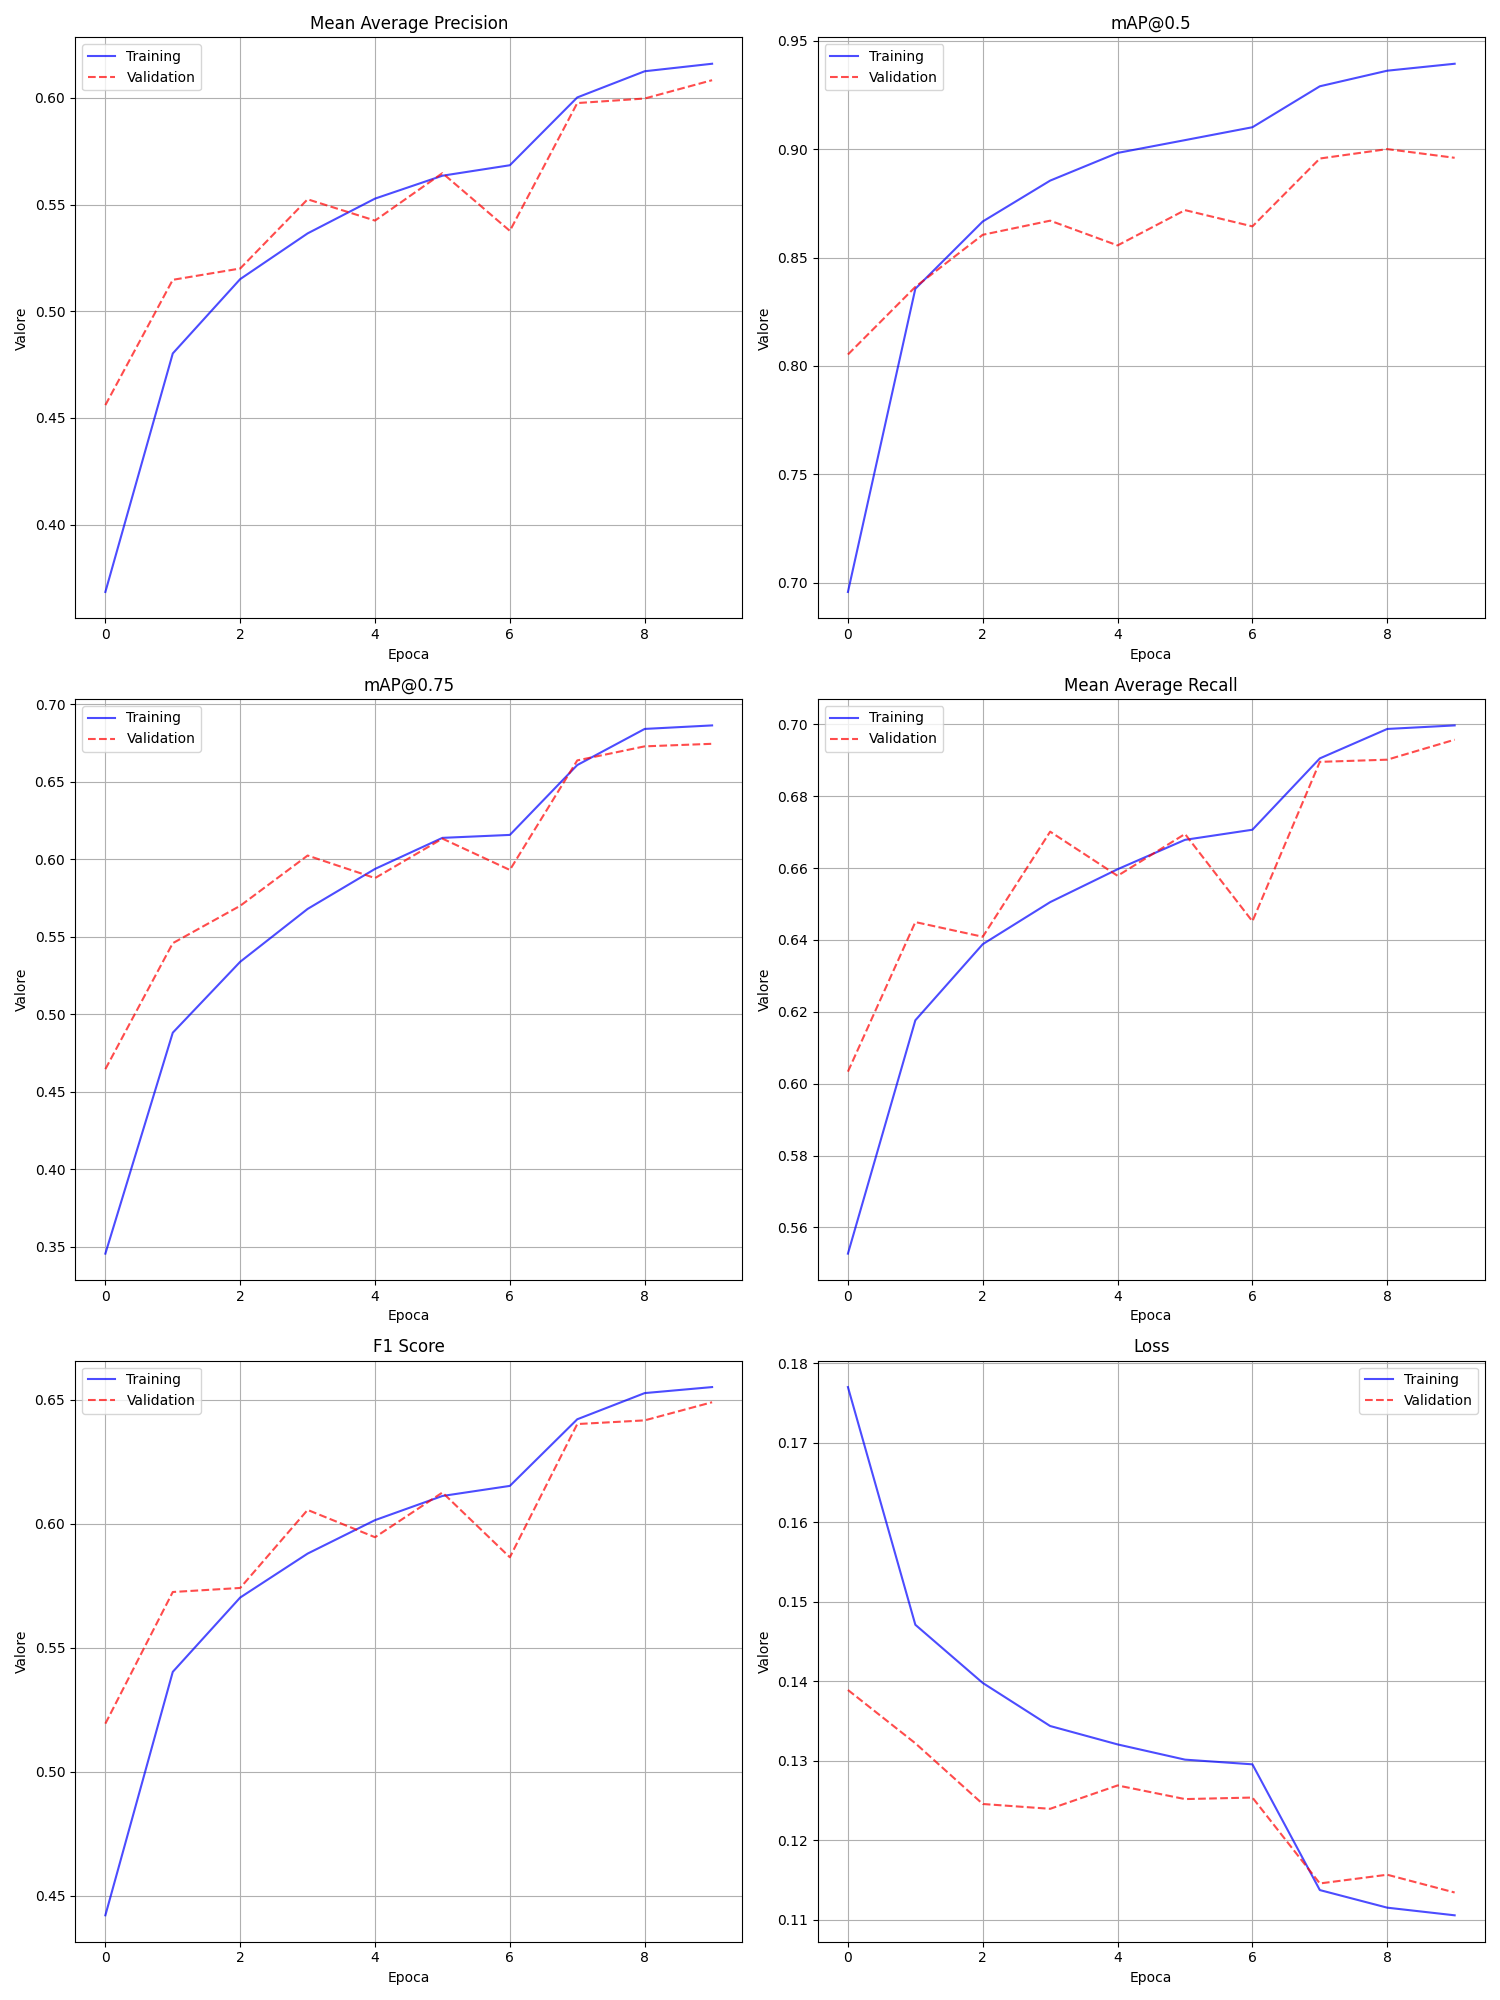 Mean Average Precision
Training
Validation
0.60
0.55
0.50
0.45
0.40
Valore
0 2 4 6 8
Epoca
mAP@0.5
Training
Validation
0.95
0.90
0.85
0.80
0.75
0.70
Valore
0 2 4 6 8
Epoca
mAP@0.75
Training
Validation
0.70
0.65
0.60
0.55
0.50
0.45
0.40
0.35
Valore
0 2 4 6 8
Epoca
Mean Average Recall
Training
Validation
0.70
0.68
0.66
0.64
0.62
0.60
0.58
0.56
Valore
0 2 4 6 8
Epoca
F1 Score
Training
Validation
0.65
0.60
0.55
0.50
0.45
Valore
0 2 4 6 8
Epoca
Loss
Training
Validation
0.18
0.17
0.16
0.15
0.14
0.13
0.12
0.11
Valore
0 2 4 6 8
Epoca